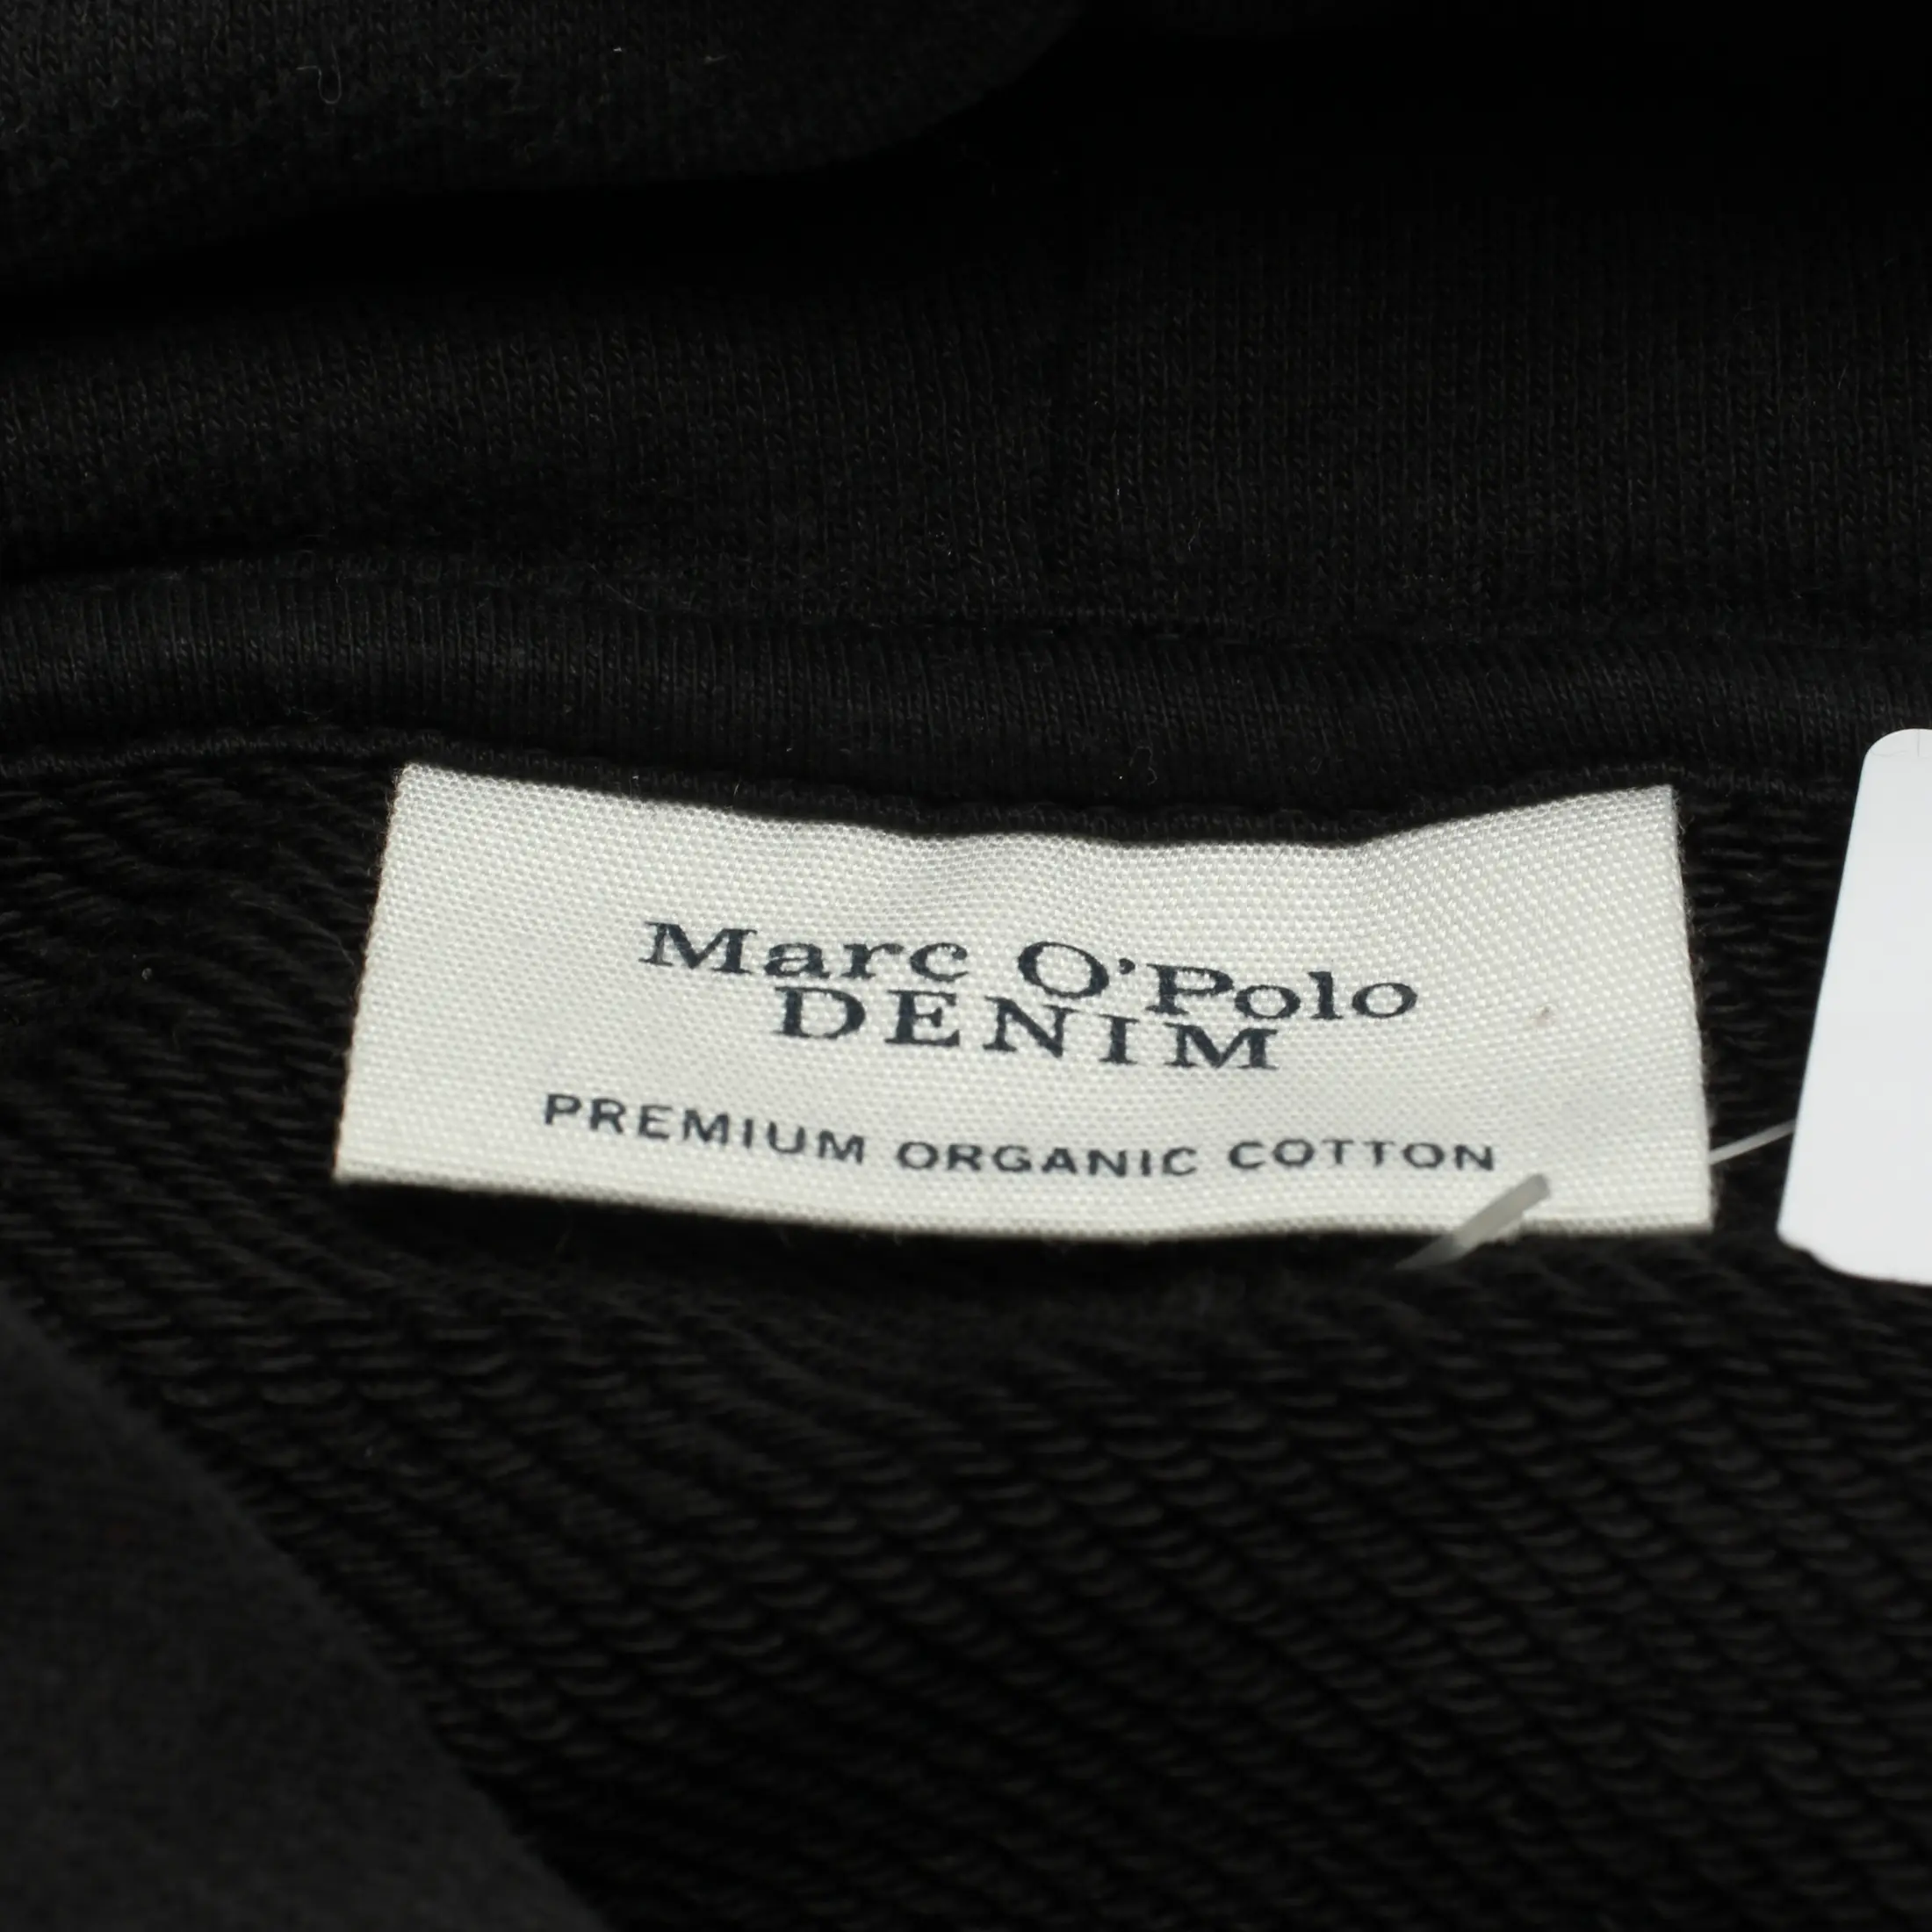 Marc O'Polo
DENIM
PREMIUM ORGANIC COTTON